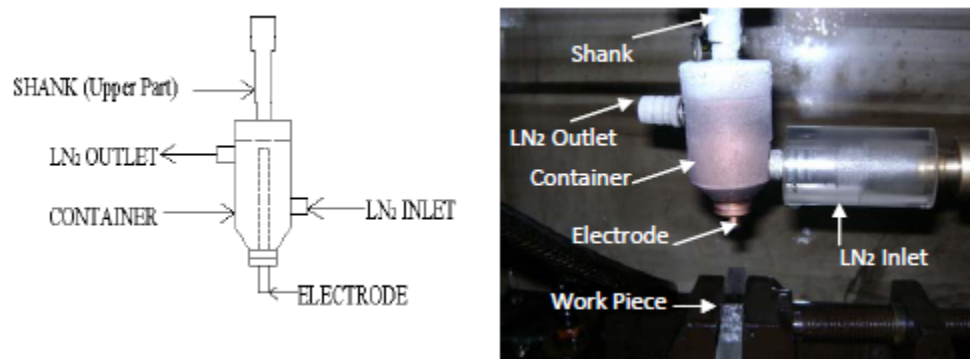 SHANK (Upper Part)
LN2 OUTLET
CONTAINER
LN2 INLET
ELECTRODE
Shank
LN2 Outlet
Container
Electrode
LN2 Inlet
Work Piece